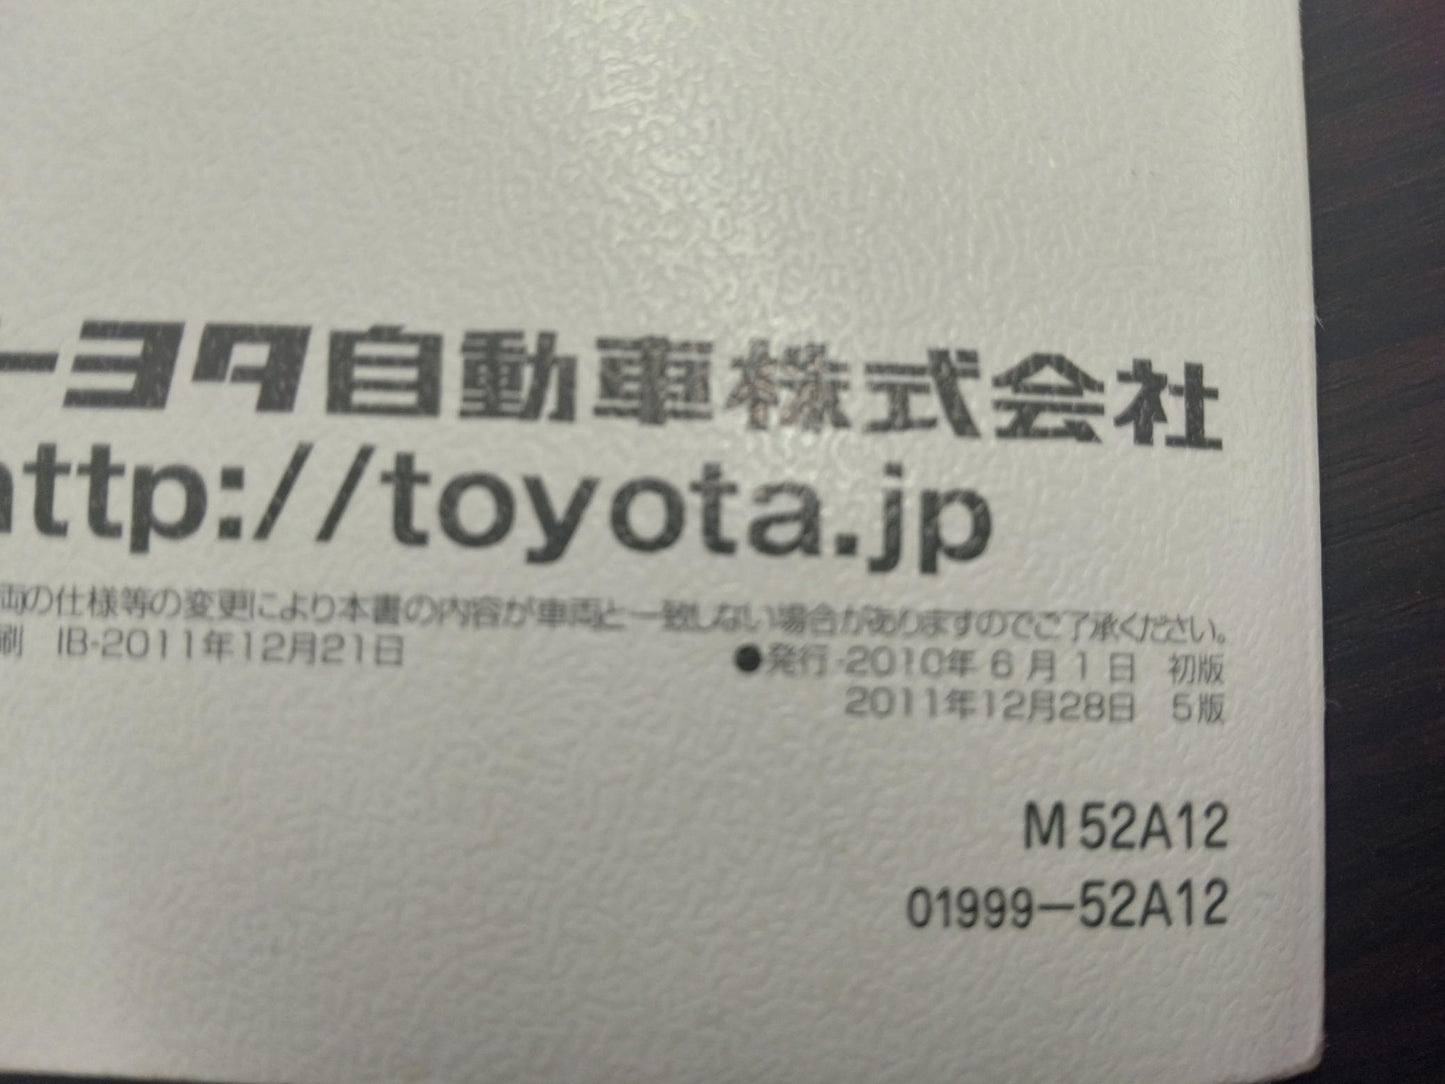 トヨタ自動車株式会社
http://toyota.jp
両の仕様等の変更により本書の内容が車両と一致しない場合がありますのでご了承ください。
刷 IB-2011年12月21日
●発行-2010年6月1日 初版
2011年12月28日 5版
M52A12
01999-52A12